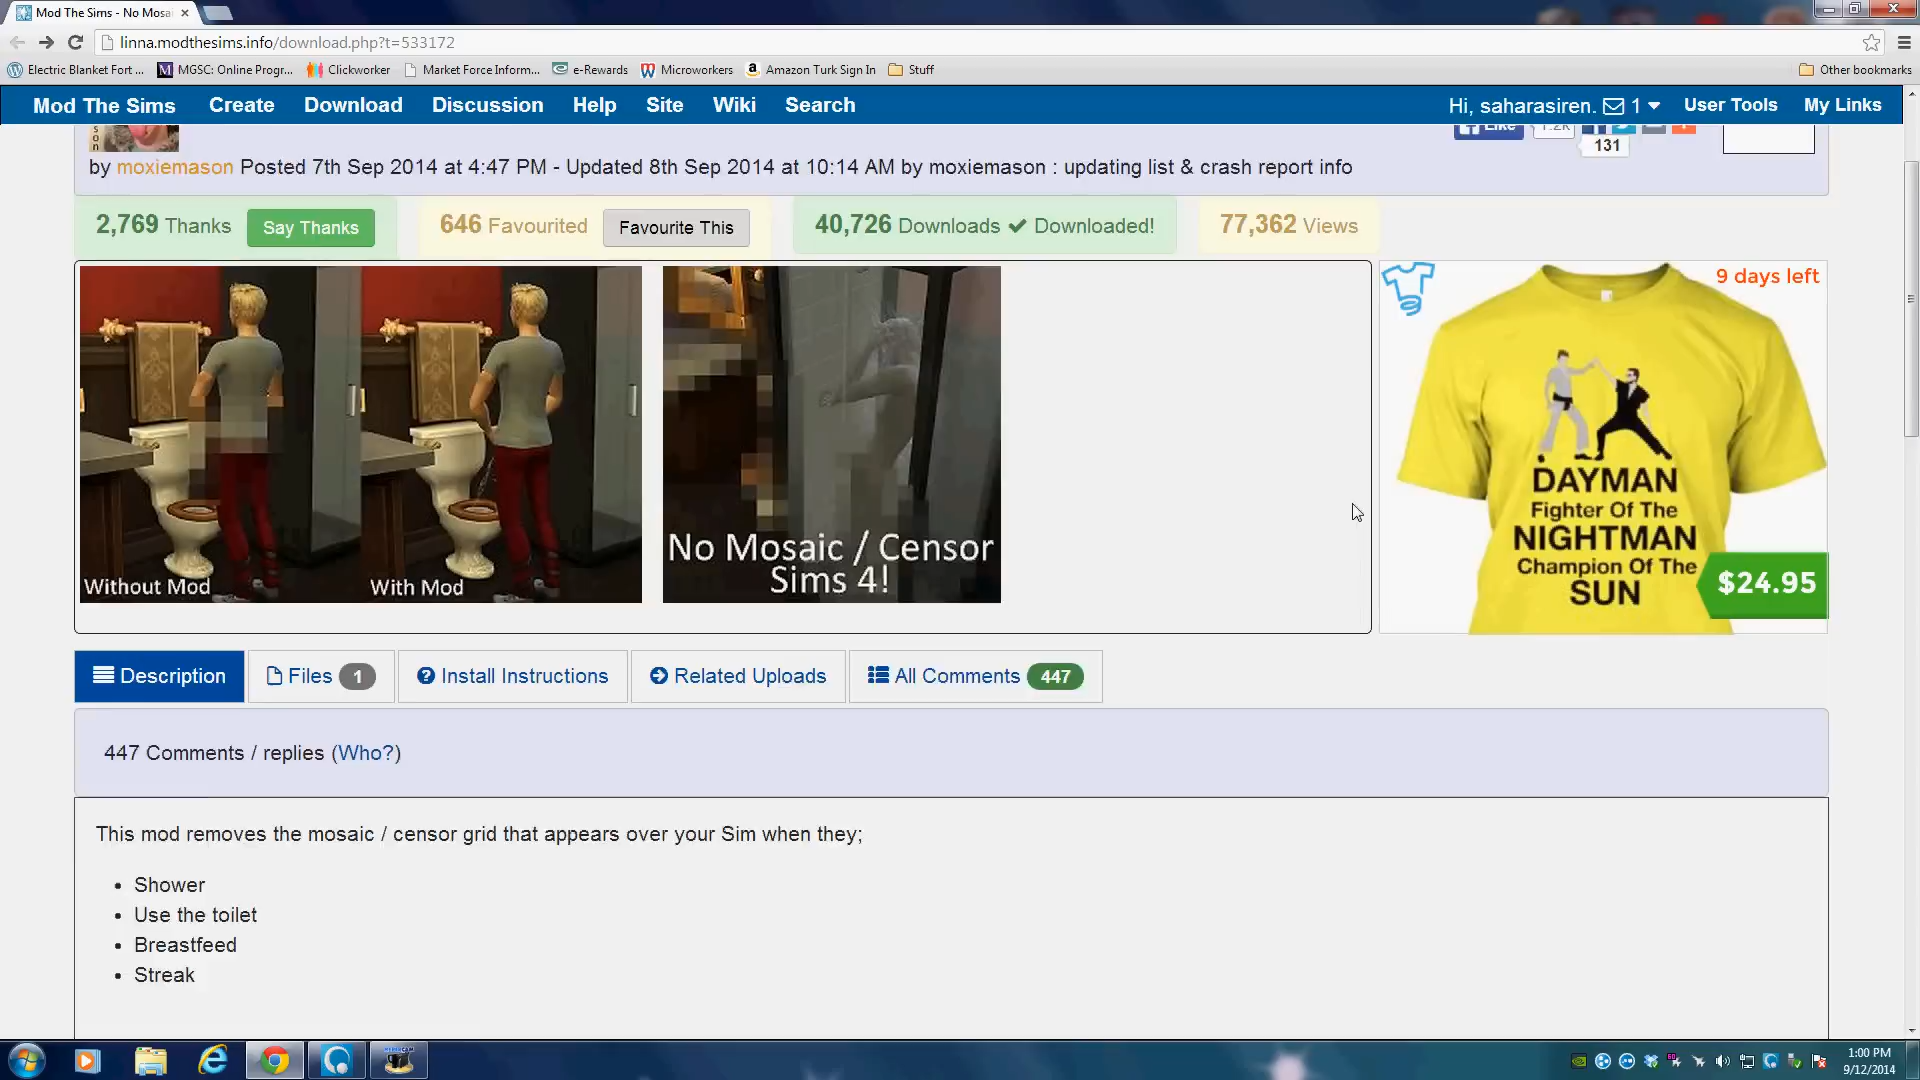 Mod The Sims - No Mosa
linna.modthesims.info/download.php?t=533172
Electric Blanket Fort ... MGSC: Online Progr... Clickworker Market Force Inform... e-Rewards Microworkers Amazon Turk Sign In Stuff Other bookmarks
Mod The Sims Create Download Discussion Help Site Wiki Search Hi, saharasiren. 1 User Tools My Links
Like 1.2k
131
by moxiemason Posted 7th Sep 2014 at 4:47 PM - Updated 8th Sep 2014 at 10:14 AM by moxiemason : updating list & crash report info
2,769 Thanks Say Thanks 646 Favourited Favourite This 40,726 Downloads ✔ Downloaded! 77,362 Views
9 days left
Without Mod With Mod
No Mosaic / Censor
Sims 4!
DAYMAN
Fighter Of The
NIGHTMAN
Champion Of The
SUN
$24.95
Description Files 1 Install Instructions Related Uploads All Comments 447
447 Comments / replies (Who?)
This mod removes the mosaic / censor grid that appears over your Sim when they;
• Shower
• Use the toilet
• Breastfeed
• Streak
1:00 PM
9/12/2014